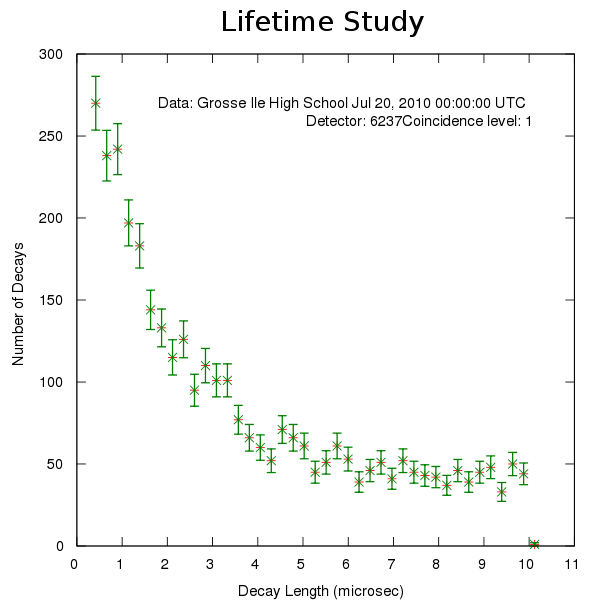 Lifetime Study
300
Data: Grosse Ile High School Jul 20, 2010 00:00:00 UTC
Detector: 6237Coincidence level: 1
250
200
150
100
50
0
Number of Decays
0 1 2 3 4 5 6 7 8 9 10 11
Decay Length (microsec)